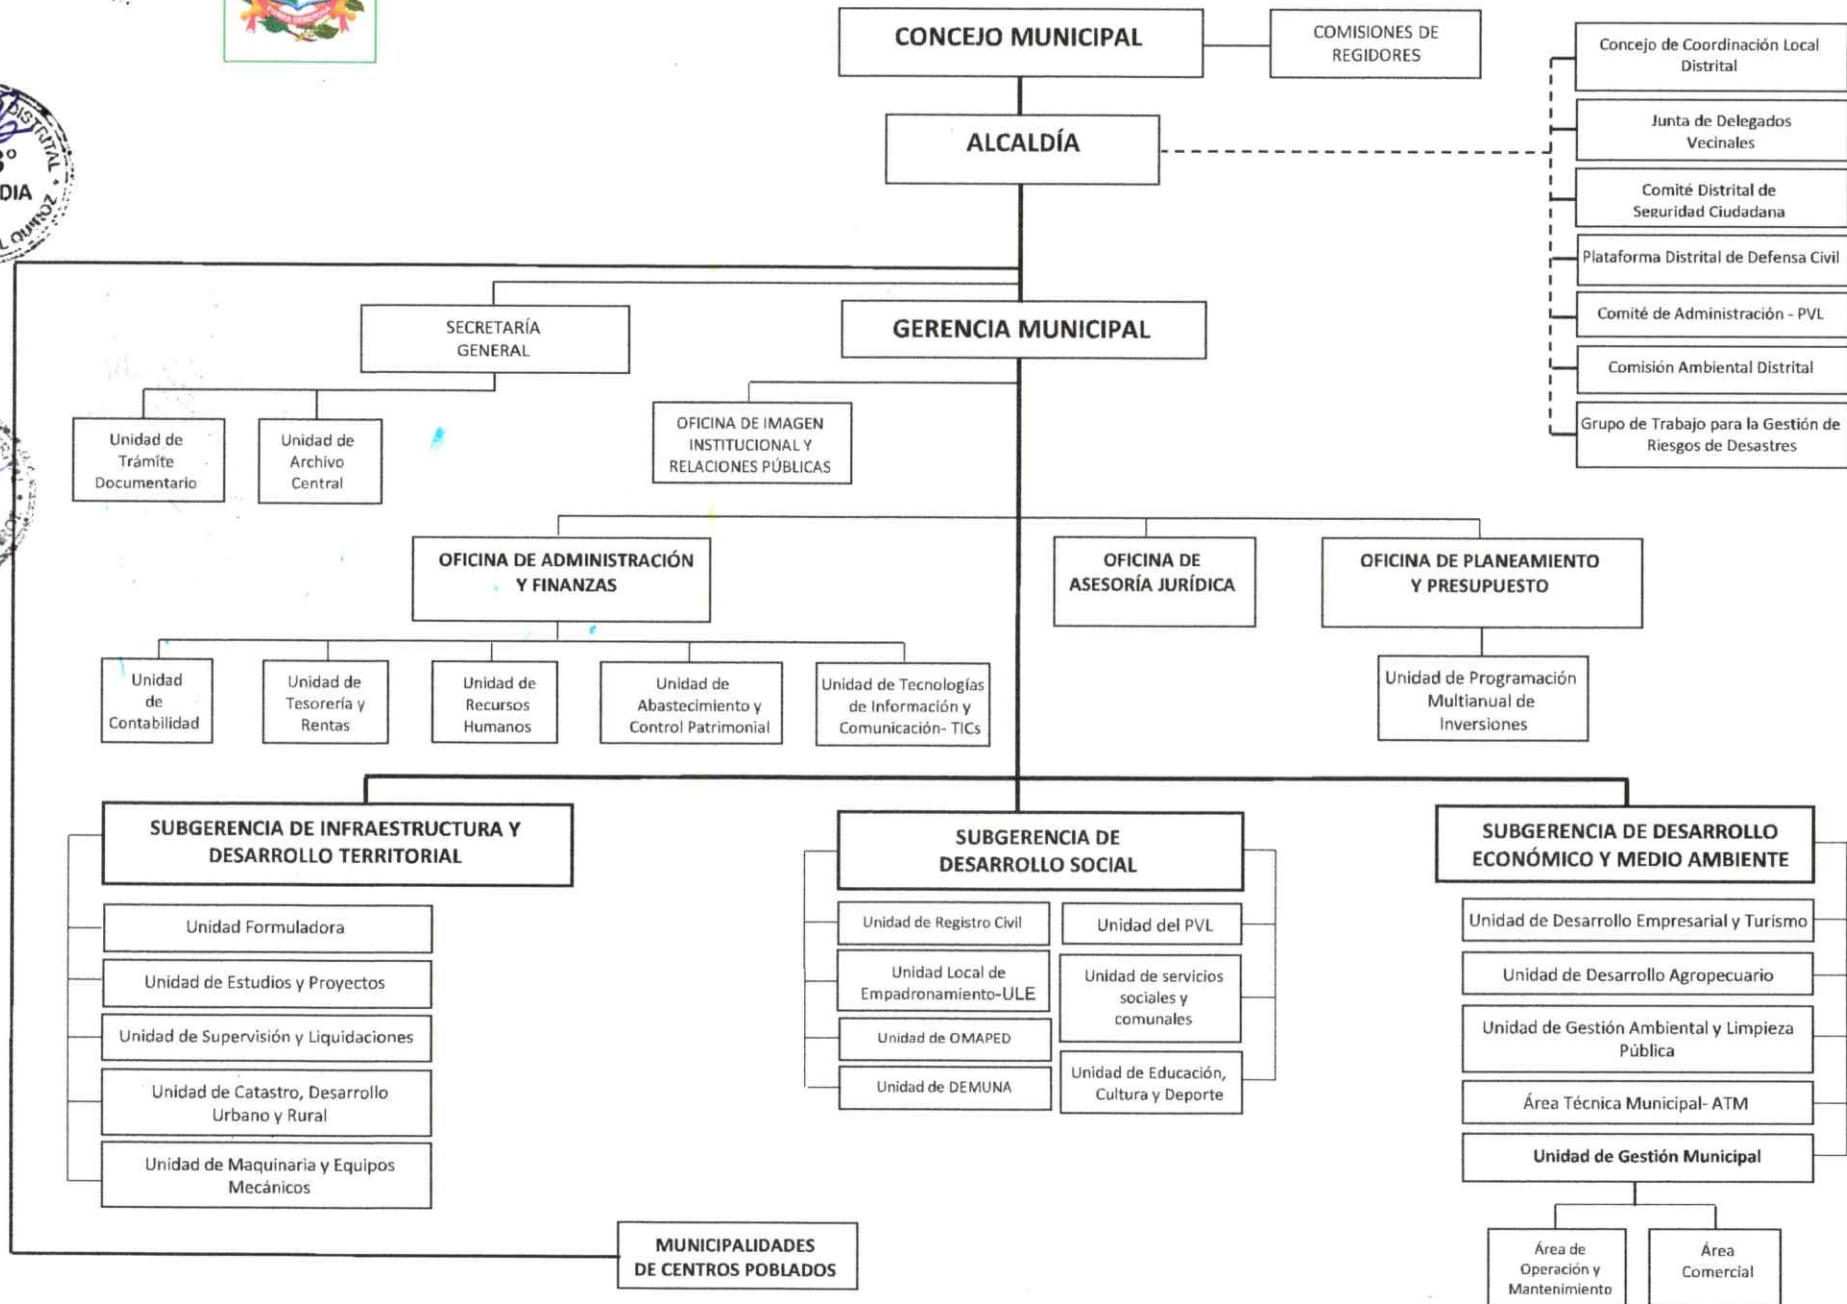 TIERRA GENEROSA
DISTRITAL
DIA
CONCEJO MUNICIPAL
COMISIONES DE
REGIDORES
ALCALDÍA
Concejo de Coordinación Local
Distrital
Junta de Delegados
Vecinales
Comité Distrital de
Seguridad Ciudadana
Plataforma Distrital de Defensa Civil
Comité de Administración - PVL
Comisión Ambiental Distrital
Grupo de Trabajo para la Gestión de
Riesgos de Desastres
SECRETARÍA
GENERAL
GERENCIA MUNICIPAL
Unidad de
Trámite
Documentario
Unidad de
Archivo
Central
OFICINA DE IMAGEN
INSTITUCIONAL Y
RELACIONES PÚBLICAS
OFICINA DE ADMINISTRACIÓN
Y FINANZAS
OFICINA DE
ASESORÍA JURÍDICA
OFICINA DE PLANEAMIENTO
Y PRESUPUESTO
Unidad
de
Contabilidad
Unidad de
Tesorería y
Rentas
Unidad de
Recursos
Humanos
Unidad de
Abastecimiento y
Control Patrimonial
Unidad de Tecnologías
de Información y
Comunicación- TICs
Unidad de Programación
Multianual de
Inversiones
SUBGERENCIA DE INFRAESTRUCTURA Y
DESARROLLO TERRITORIAL
Unidad Formuladora
Unidad de Estudios y Proyectos
Unidad de Supervisión y Liquidaciones
Unidad de Catastro, Desarrollo
Urbano y Rural
Unidad de Maquinaria y Equipos
Mecánicos
SUBGERENCIA DE
DESARROLLO SOCIAL
Unidad de Registro Civil
Unidad Local de
Empadronamiento-ULE
Unidad de OMAPED
Unidad de DEMUNA
Unidad del PVL
Unidad de servicios
sociales y
comunales
Unidad de Educación,
Cultura y Deporte
SUBGERENCIA DE DESARROLLO
ECONÓMICO Y MEDIO AMBIENTE
Unidad de Desarrollo Empresarial y Turismo
Unidad de Desarrollo Agropecuario
Unidad de Gestión Ambiental y Limpieza
Pública
Área Técnica Municipal- ATM
Unidad de Gestión Municipal
Área de
Operación y
Mantenimiento
Área
Comercial
MUNICIPALIDADES
DE CENTROS POBLADOS